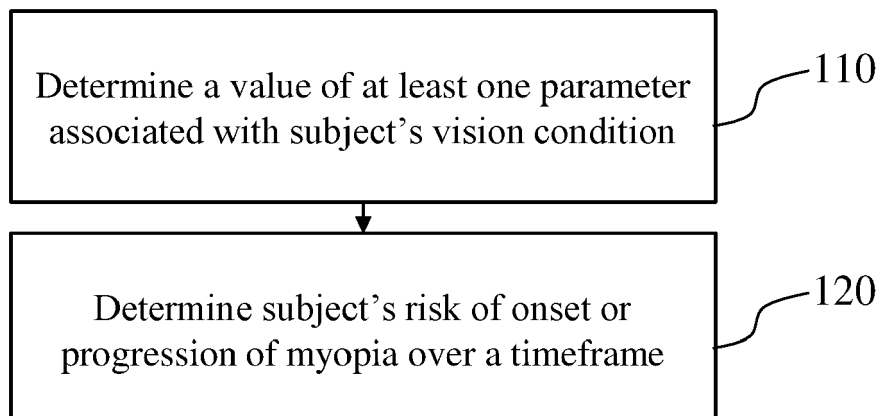 Determine a value of at least one parameter
associated with subject's vision condition
110
Determine subject's risk of onset or
progression of myopia over a timeframe
120